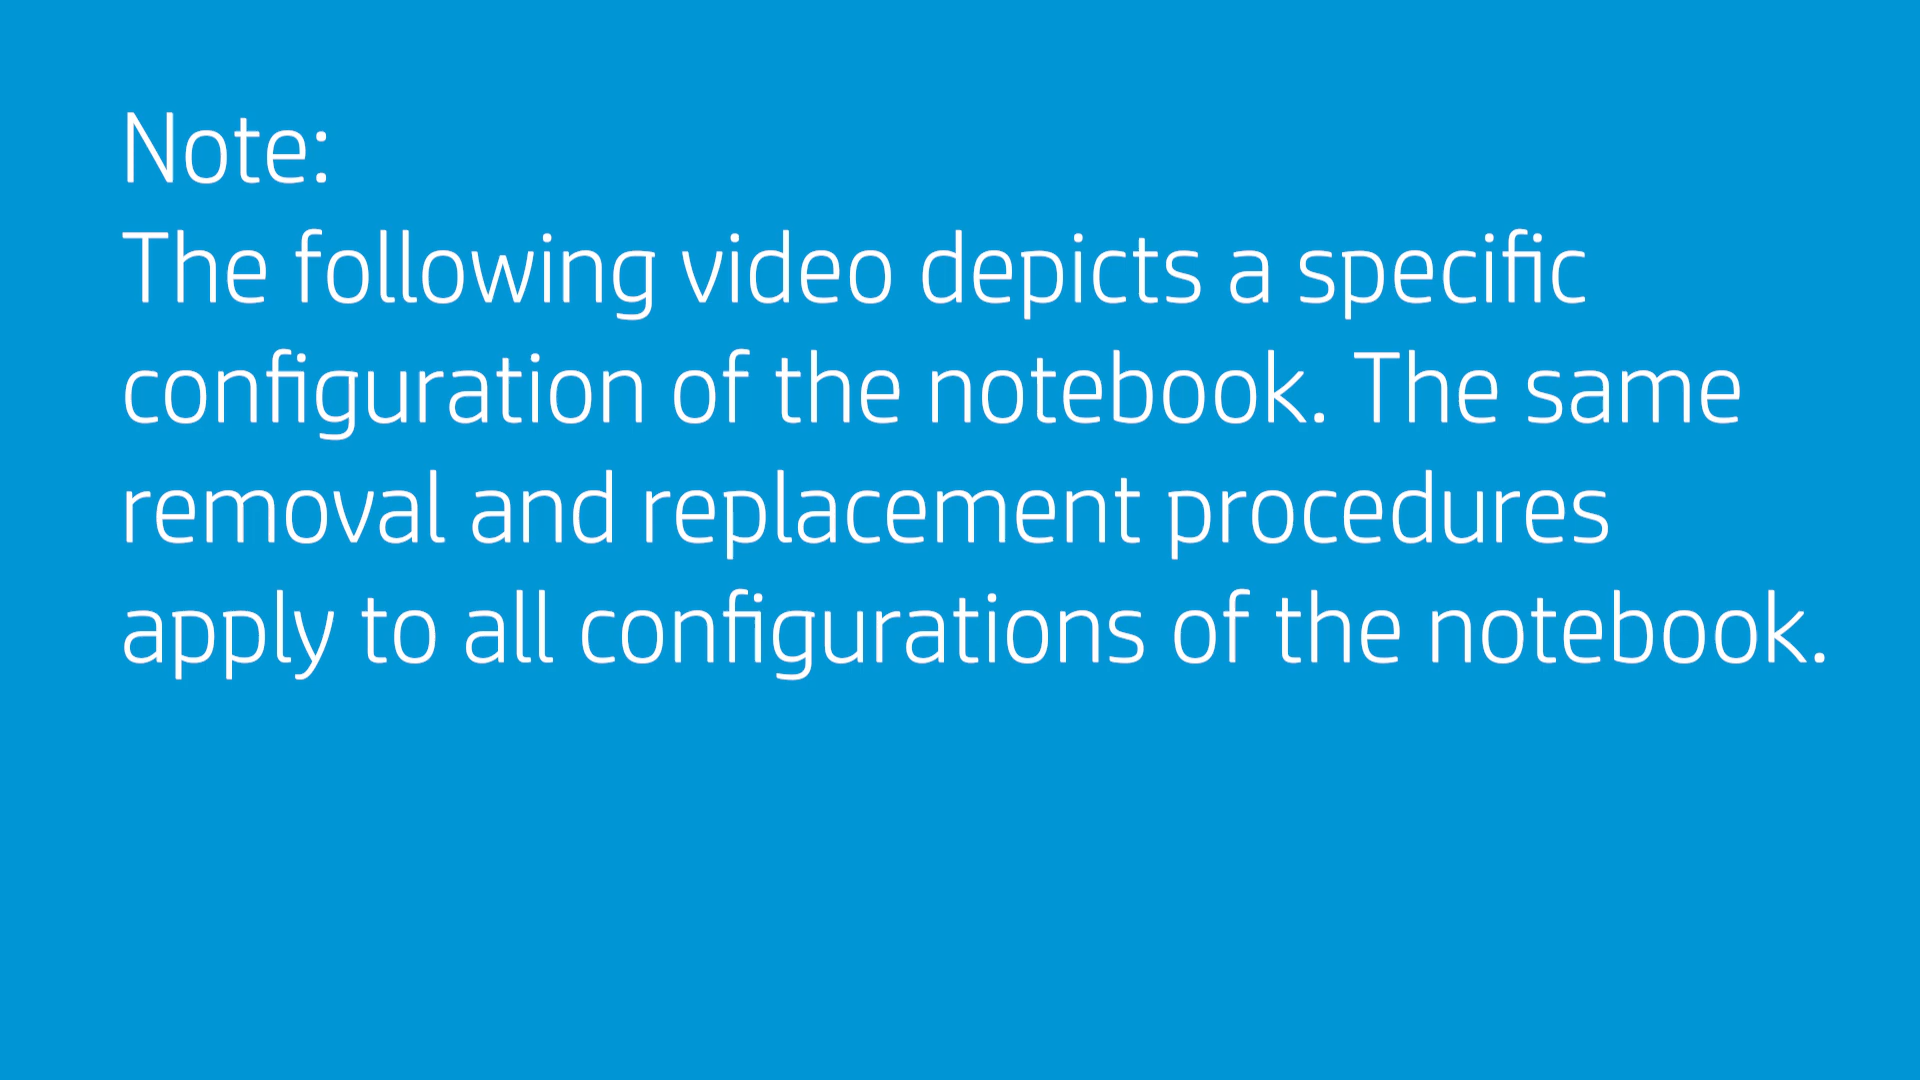 Note:
The following video depicts a specific
configuration of the notebook. The same
removal and replacement procedures
apply to all configurations of the notebook.